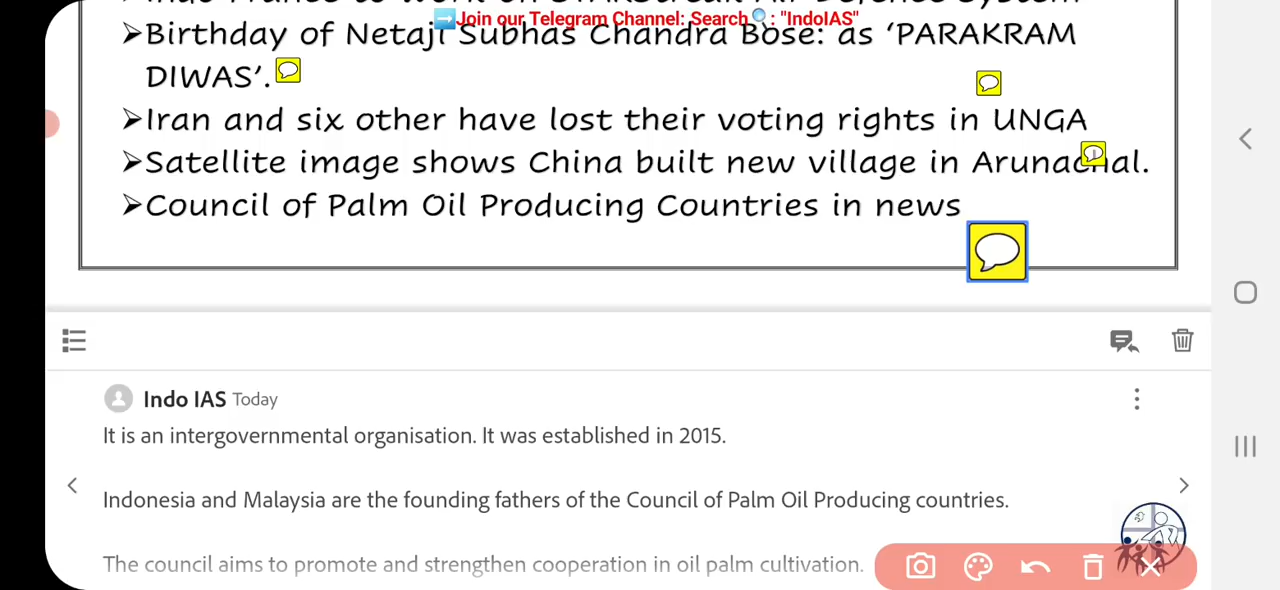 ➡Join our Telegram Channel: Search🔍: "IndoIAS"
➢Birthday of Netaji Subhas Chandra Bose: as ‘PARAKRAM
DIWAS’.
➢Iran and six other have lost their voting rights in UNGA
➢Satellite image shows China built new village in Arunachal.
➢Council of Palm Oil Producing Countries in news
Indo IAS Today
It is an intergovernmental organisation. It was established in 2015.
Indonesia and Malaysia are the founding fathers of the Council of Palm Oil Producing countries.
The council aims to promote and strengthen cooperation in oil palm cultivation.